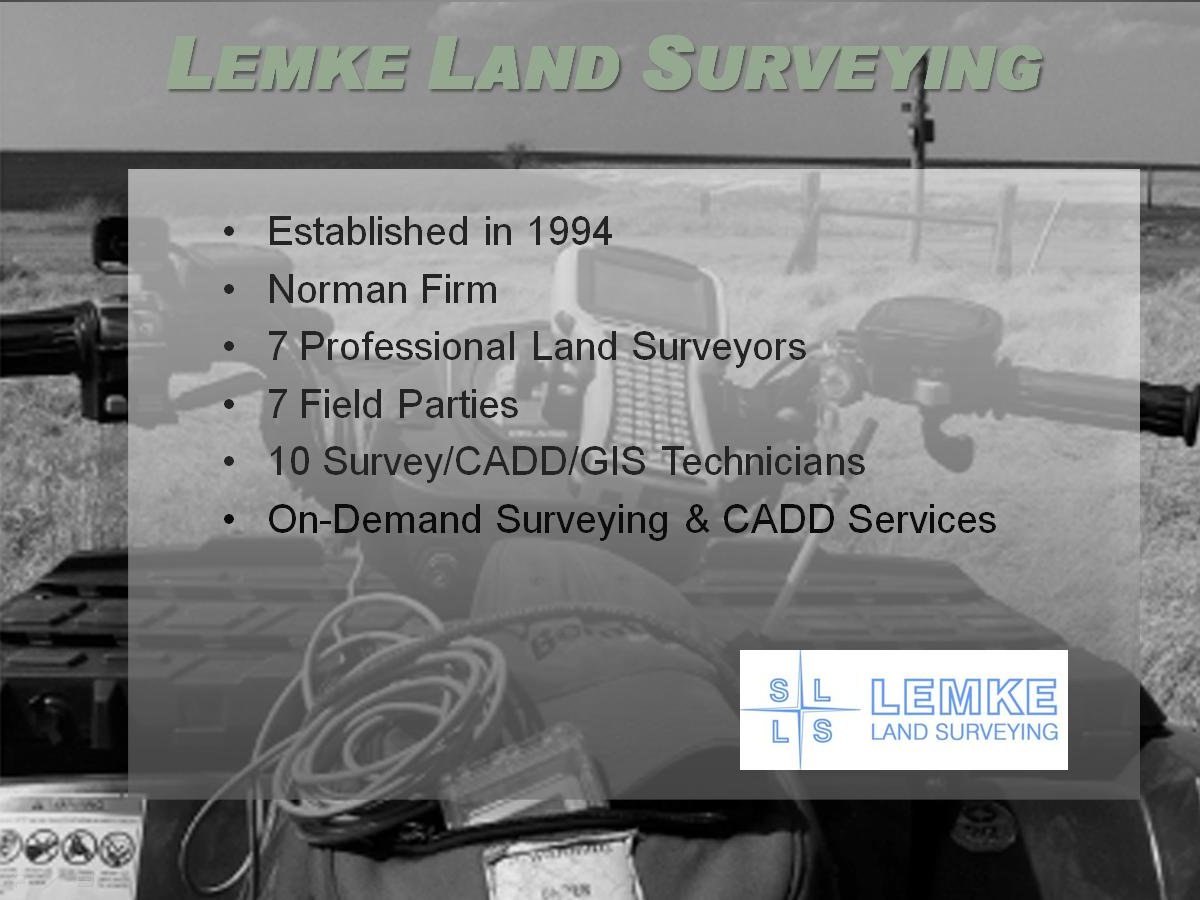 LEMKE LAND SURVEYING
• Established in 1994
• Norman Firm
• 7 Professional Land Surveyors
• 7 Field Parties
• 10 Survey/CADD/GIS Technicians
• On-Demand Surveying & CADD Services
S L
L S
LEMKE
LAND SURVEYING
WARNING